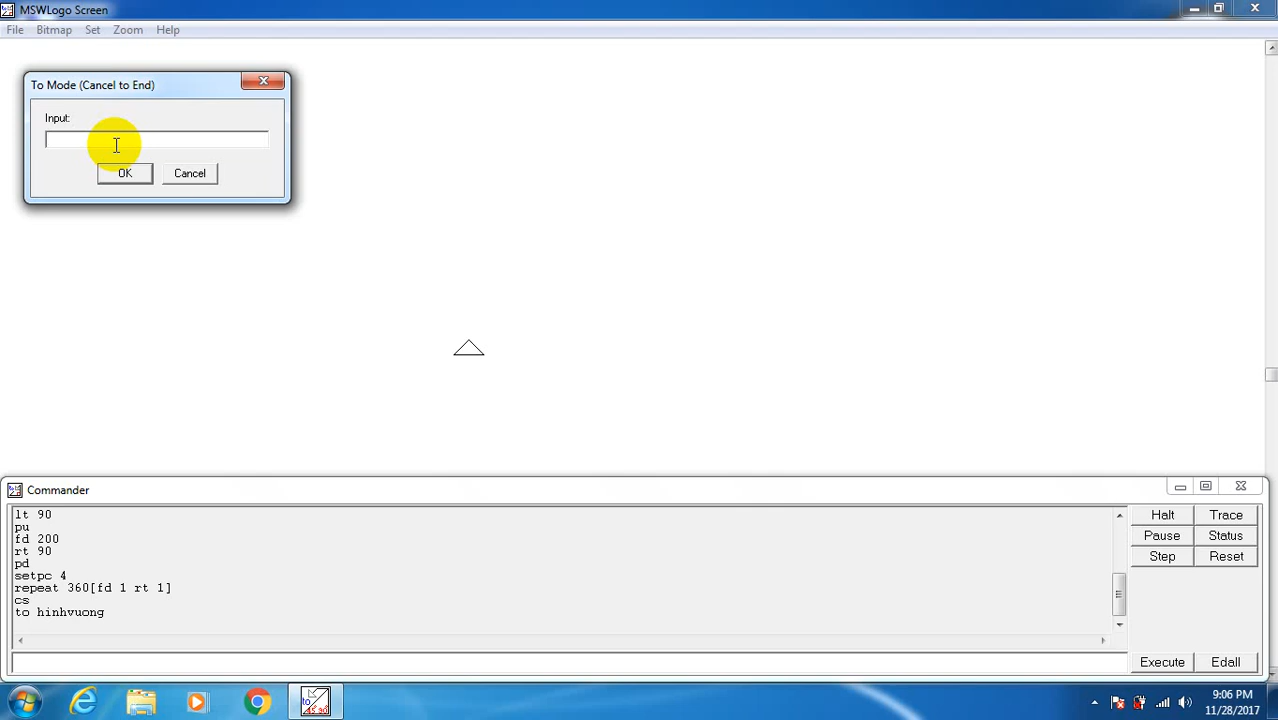 MSWLogo Screen
File Bitmap Set Zoom Help
To Mode (Cancel to End)
Input:
OK Cancel
Commander
lt 90
pu
fd 200
rt 90
pd
setpc 4
repeat 360[fd 1 rt 1]
cs
to hinhvuong
Halt Trace
Pause Status
Step Reset
Execute Edall
9:06 PM
11/28/2017